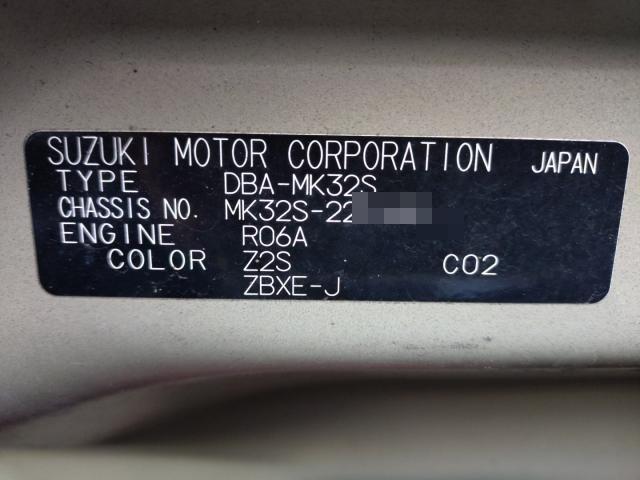 SUZUKI MOTOR CORPORATION JAPAN
TYPE DBA-MK32S
CHASSIS NO. MK32S-22
ENGINE R06A
COLOR Z2S C02
ZBXE-J